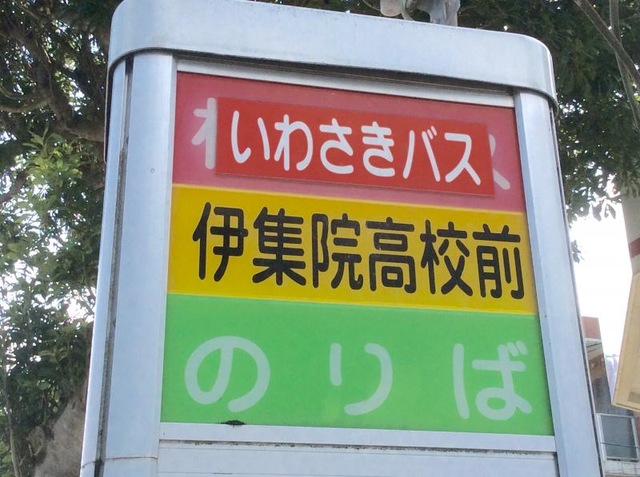 いわさきバス
伊集院高校前
のりば